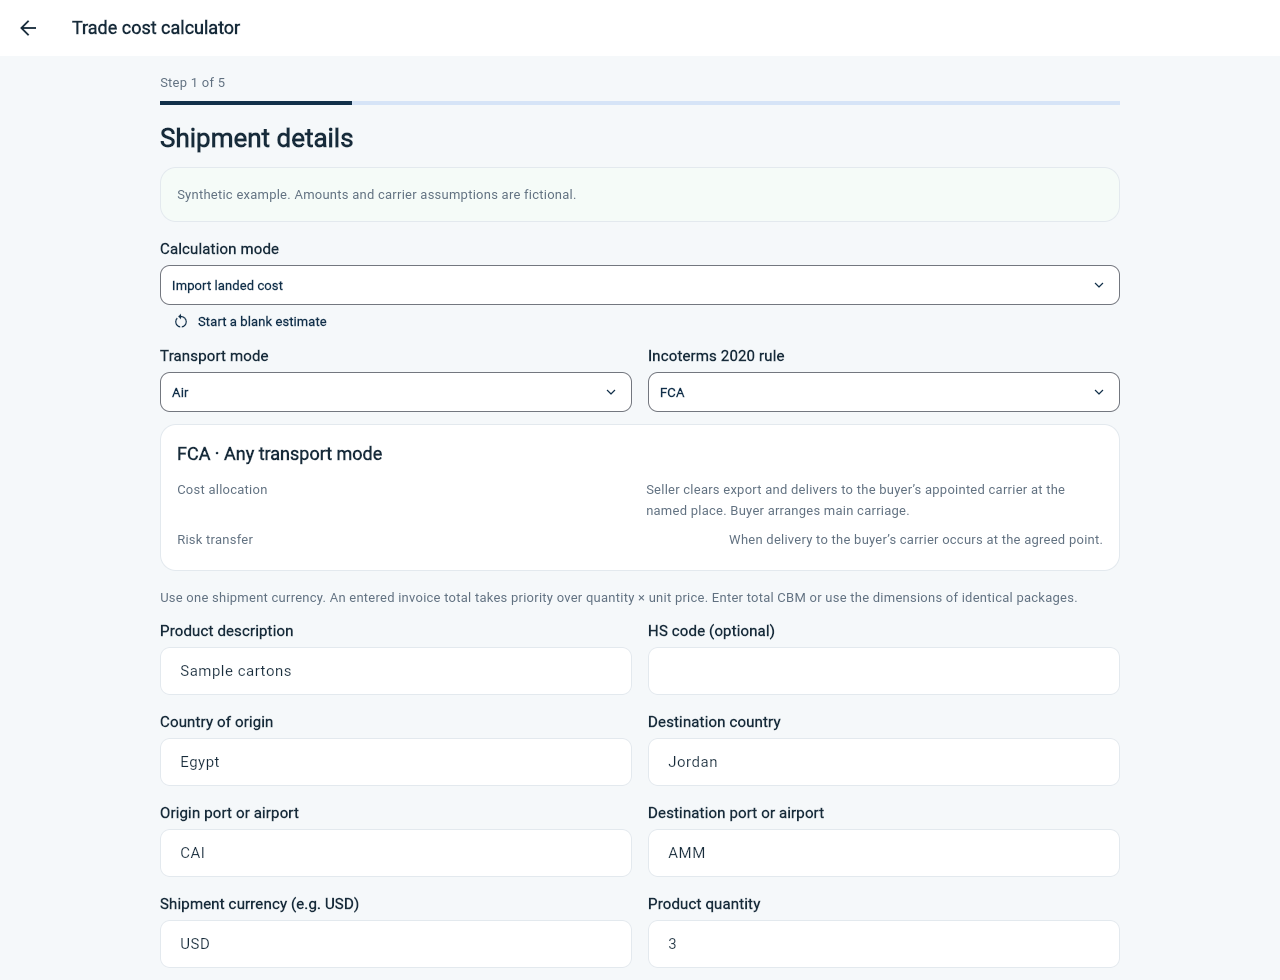 Trade cost calculator
Step 1 of 5
Shipment details
Synthetic example. Amounts and carrier assumptions are fictional.
Calculation mode
Import landed cost
Start a blank estimate
Transport mode
Incoterms 2020 rule
Air
FCA
FCA · Any transport mode
Cost allocation
Seller clears export and delivers to the buyer’s appointed carrier at the
named place. Buyer arranges main carriage.
Risk transfer
When delivery to the buyer’s carrier occurs at the agreed point.
Use one shipment currency. An entered invoice total takes priority over quantity × unit price. Enter total CBM or use the dimensions of identical packages.
Product description
HS code (optional)
Sample cartons
Country of origin
Destination country
Egypt
Jordan
Origin port or airport
Destination port or airport
CAI
AMM
Shipment currency (e.g. USD)
Product quantity
USD
3